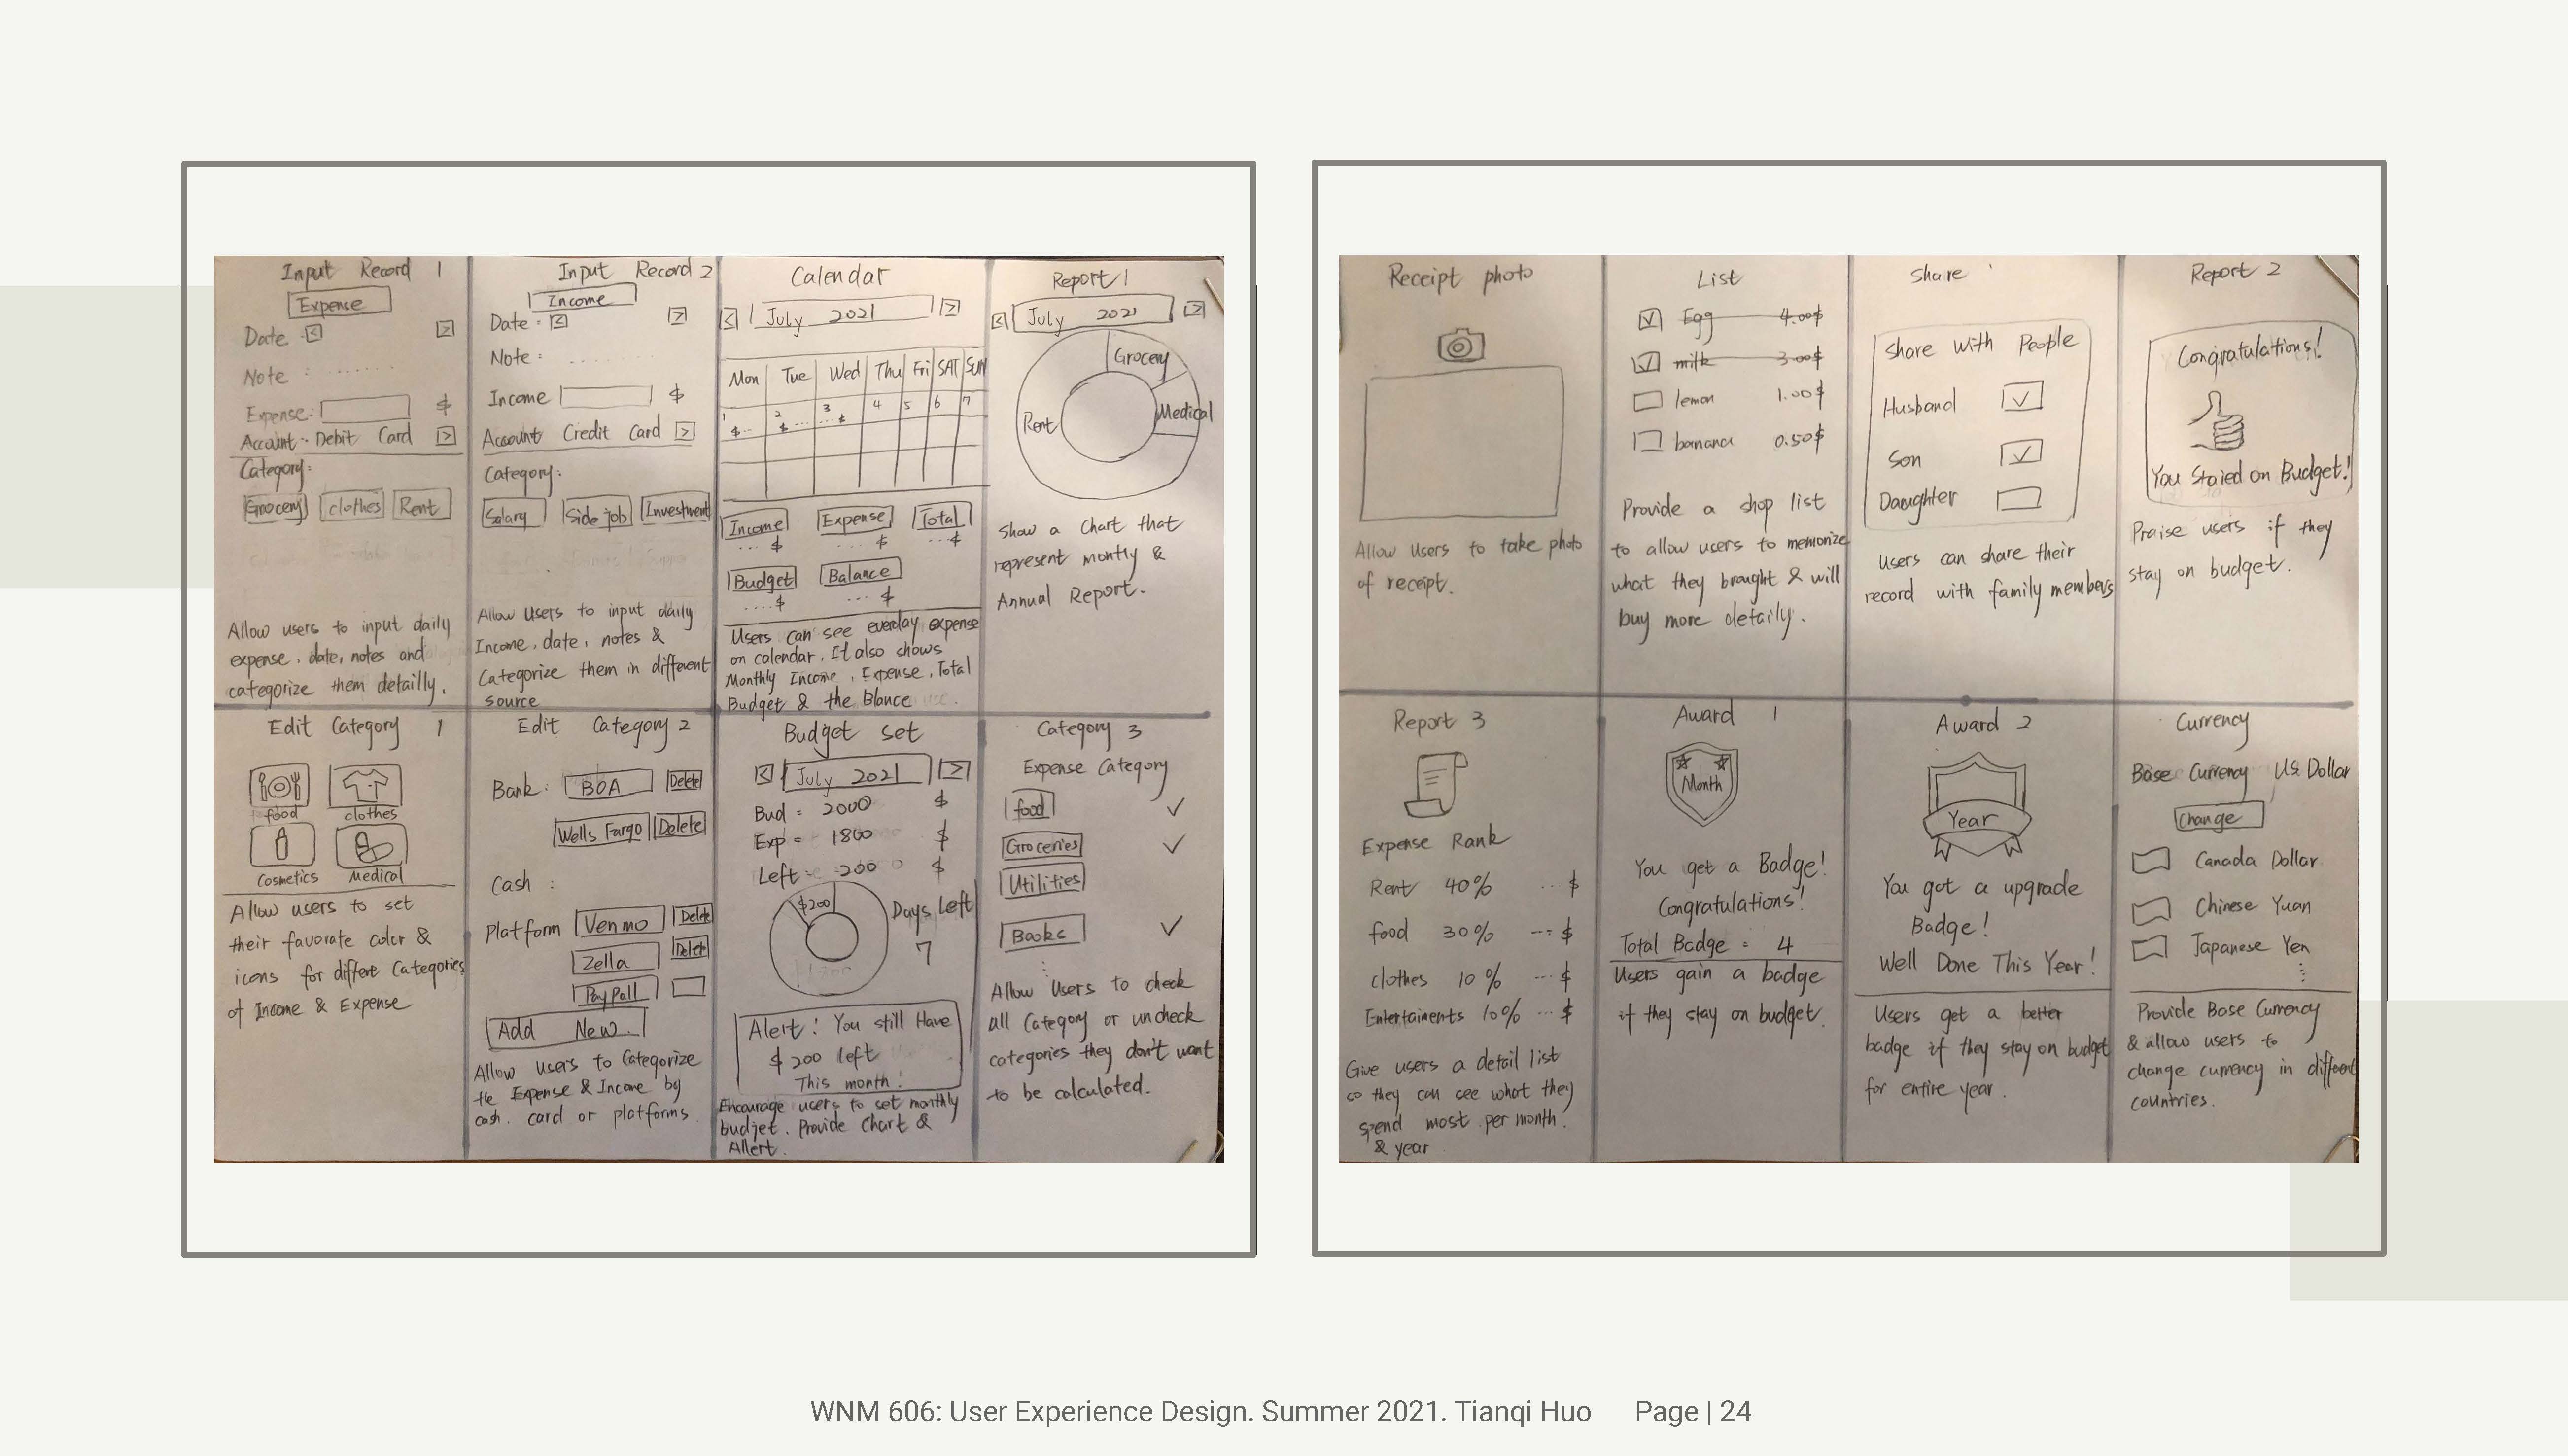 Input Record 1
Expense
Date : < >
Note : .......
Expense: $
Account: Debit Card >
Category:
Grocery clothes Rent
Allow users to input daily
expense, date, notes and
categorize them detailly.
Input Record 2
Income
Date : < >
Note : .......
Income $
Account Credit Card >
Category:
Salary Side job Investment
Allow users to input daily
Income, date, notes &
Categorize them in different
source
Calendar
< July 2021 >
Mon Tue Wed Thu Fri SAT SUN
1 2 3 4 5 6 7
$... $... ...$
Income Expense Total
... $ ... $ ...$
Budget Balance
....$ ... $
Users can see everday expense
on calendar. It also shows
Monthly Income, Expense, Total
Budget & the Blance
Report 1
< July 2021 >
Grocery
Medical
Rent
Show a Chart that
represent montly &
Annual Report.
Edit Category 1
food clothes
Cosmetics Medical
Allow users to set
their favorate color &
icons for differt Categories
of Income & Expense
Edit Category 2
Bank: BOA Delete
Wells Fargo Delete
Cash :
Platform Venmo Delete
Zella Delete
PayPall
Add New.
Allow users to Categorize
the Expense & Income by
cash. card or platforms
Budget set
< July 2021 >
Bud = 2000 $
Exp = 1800 $
Left = 200 $
$200
Days Left
7
Alert! You still Have
$200 left
This month!
Encourage users to set monthly
budjet. Provide Chart &
Allert.
Category 3
Expense Category
food ✓
Groceries ✓
Utilities
Books ✓
Allow Users to check
all Category or uncheck
categories they don't want
to be calculated.
Receipt photo
Allow Users to take photo
of receipt.
List
Egg 4.00$
milk 3.00$
lemon 1.00$
banana 0.50$
Provide a shop list
to allow users to memorize
what they brought & will
buy more detaily.
Share
Share with People
Husband ✓
Son ✓
Daughter
Users can share their
record with family members
Report 2
Congratulations!
You Staied on Budget!
Praise users if they
stay on budget.
Report 3
Expense Rank
Rent 40% ... $
food 30% --- $
clothes 10% --- $
Entertaiments 10% ... $
Give users a detail list
so they can see what they
spend most per month.
& year
Award 1
Month
You get a Badge!
Congratulations!
Total Badge = 4
Users gain a badge
if they stay on budget.
Award 2
Year
You got a upgrade
Badge!
Well Done This Year!
Users get a better
badge if they stay on budget
for entire year.
Currency
Base Currency US Dollar
Change
Canada Dollar
Chinese Yuan
Japanese Yen
Provide Base Currency
& allow users to
change currency in different
countries.
WNM 606: User Experience Design. Summer 2021. Tianqi Huo Page | 24